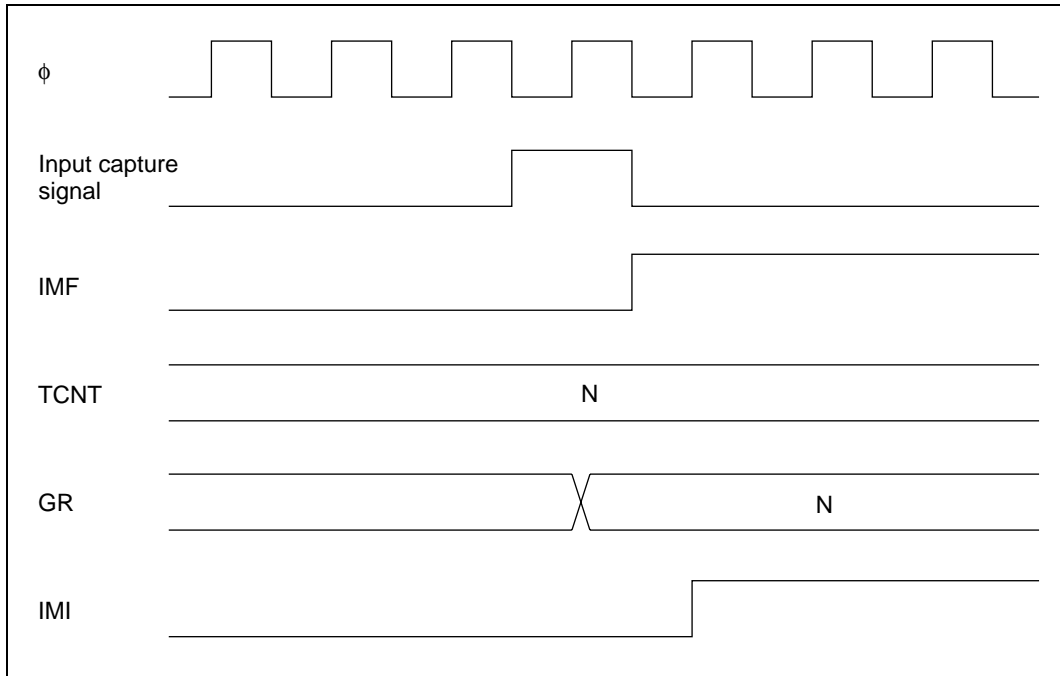 ϕ
Input capture
signal
IMF
TCNT
N
GR
N
IMI